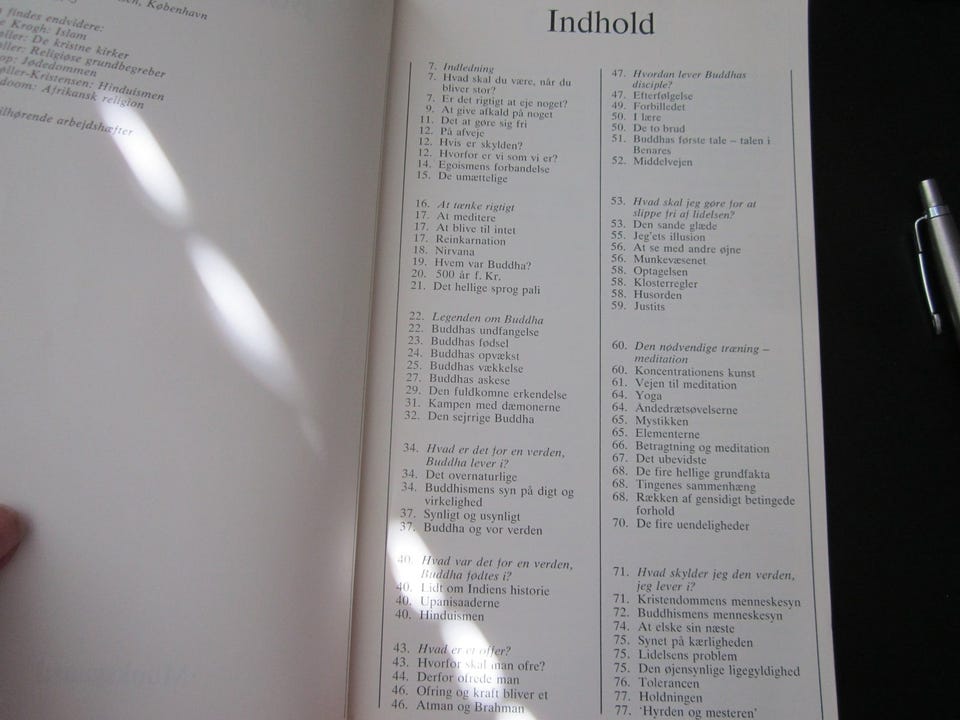 sen, København
findes endvidere:
e Krogh: Islam
øller: De kristne kirker
øller: Religiøse grundbegreber
op: Jødedommen
øller-Kristensen: Hinduismen
doom: Afrikansk religion
ilhørende arbejdshæfter
Indhold
7. Indledning
7. Hvad skal du være, når du
bliver stor?
7. Er det rigtigt at eje noget?
9. At give afkald på noget
11. Det at gøre sig fri
12. På afveje
12. Hvis er skylden?
12. Hvorfor er vi som vi er?
14. Egoismens forbandelse
15. De umættelige
16. At tænke rigtigt
17. At meditere
17. At blive til intet
17. Reinkarnation
18. Nirvana
19. Hvem var Buddha?
20. 500 år f. Kr.
21. Det hellige sprog pali
22. Legenden om Buddha
22. Buddhas undfangelse
23. Buddhas fødsel
24. Buddhas opvækst
25. Buddhas vækkelse
27. Buddhas askese
29. Den fuldkomne erkendelse
31. Kampen med dæmonerne
32. Den sejrrige Buddha
34. Hvad er det for en verden,
Buddha lever i?
34. Det overnaturlige
34. Buddhismens syn på digt og
virkelighed
37. Synligt og usynligt
37. Buddha og vor verden
40. Hvad var det for en verden,
Buddha fødtes i?
40. Lidt om Indiens historie
40. Upanisaaderne
40. Hinduismen
43. Hvad er et offer?
43. Hvorfor skal man ofre?
44. Derfor ofrede man
46. Ofring og kraft bliver et
46. Atman og Brahman
47. Hvordan lever Buddhas
disciple?
47. Efterfølgelse
49. Forbilledet
50. I lære
50. De to brud
51. Buddhas første tale – talen i
Benares
52. Middelvejen
53. Hvad skal jeg gøre for at
slippe fri af lidelsen?
53. Den sande glæde
55. Jeg'ets illusion
56. At se med andre øjne
56. Munkevæsenet
58. Optagelsen
58. Klosterregler
58. Husorden
59. Justits
60. Den nødvendige træning –
meditation
60. Koncentrationens kunst
61. Vejen til meditation
64. Yoga
64. Åndedrætsøvelserne
65. Mystikken
65. Elementerne
66. Betragtning og meditation
67. Det ubevidste
68. De fire hellige grundfakta
68. Tingenes sammenhæng
68. Rækken af gensidigt betingede
forhold
70. De fire uendeligheder
71. Hvad skylder jeg den verden,
jeg lever i?
71. Kristendommens menneskesyn
72. Buddhismens menneskesyn
74. At elske sin næste
75. Synet på kærligheden
75. Lidelsens problem
75. Den øjensynlige ligegyldighed
76. Tolerancen
77. Holdningen
77. 'Hyrden og mesteren'